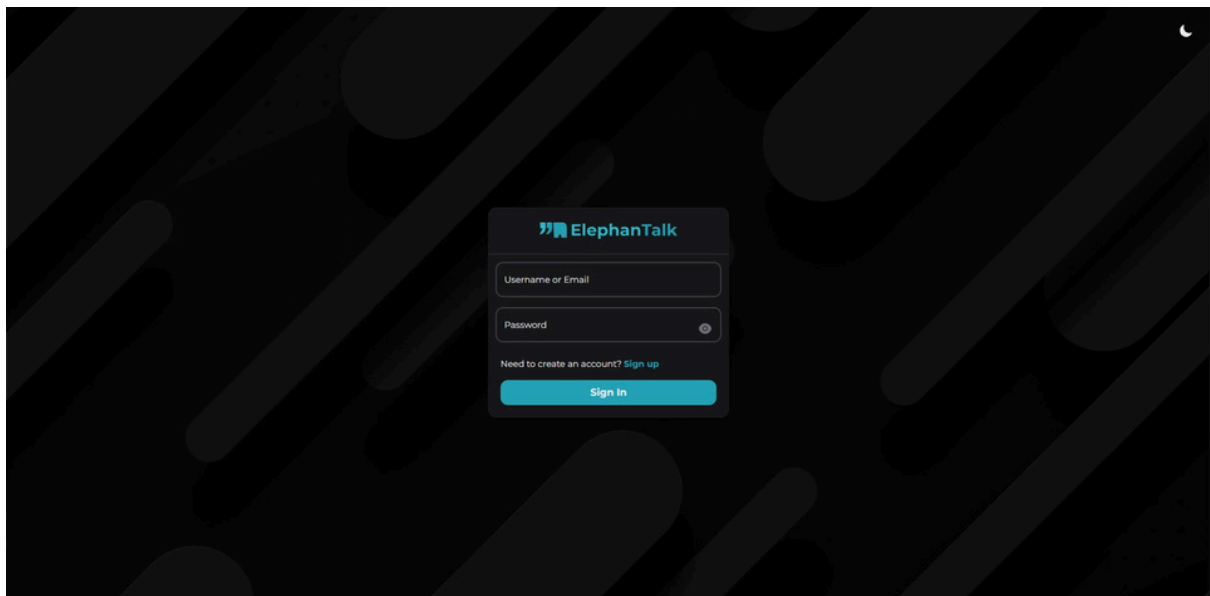 ElephanTalk
Username or Email
Password
Need to create an account? Sign up
Sign In